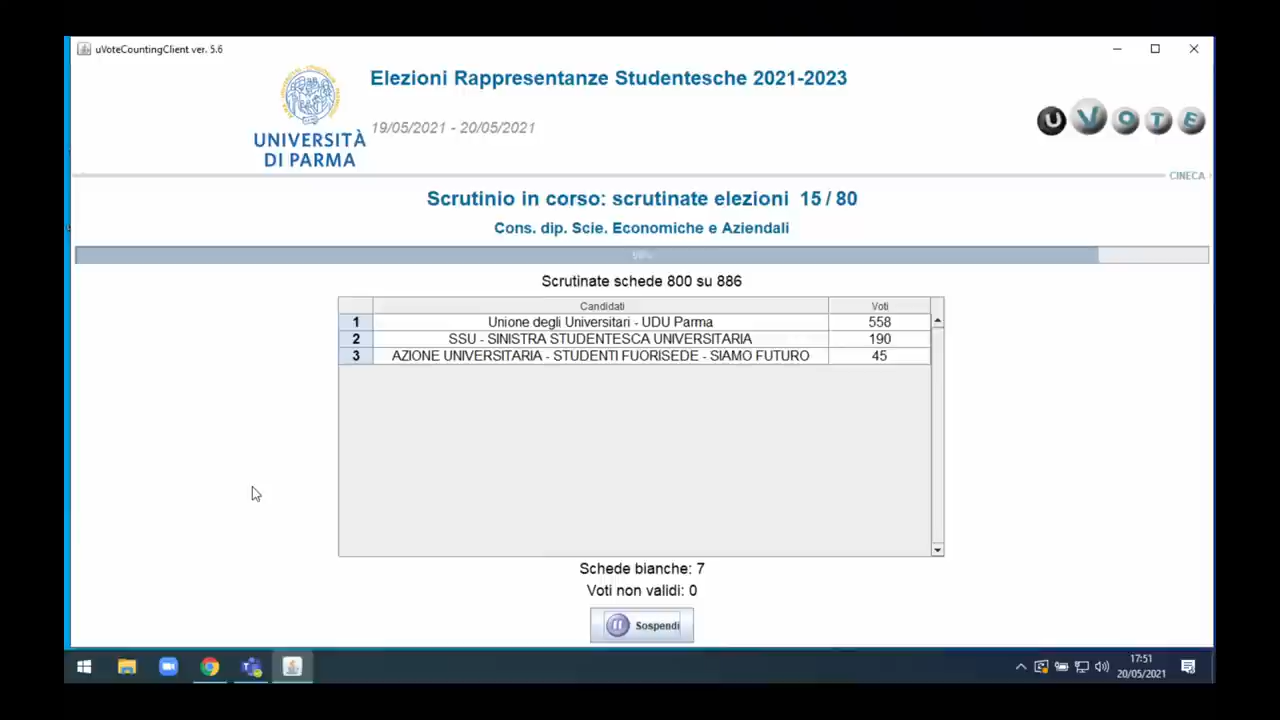 uVoteCountingClient ver. 5.6
Elezioni Rappresentanze Studentesche 2021-2023
19/05/2021 - 20/05/2021
UNIVERSITÀ
DI PARMA
U V O T E
CINECA
Scrutinio in corso: scrutinate elezioni 15 / 80
Cons. dip. Scie. Economiche e Aziendali
Scrutinate schede 800 su 886
Candidati Voti
1 Unione degli Universitari - UDU Parma 558
2 SSU - SINISTRA STUDENTESCA UNIVERSITARIA 190
3 AZIONE UNIVERSITARIA - STUDENTI FUORISEDE - SIAMO FUTURO 45
Schede bianche: 7
Voti non validi: 0
Sospendi
17:51
20/05/2021